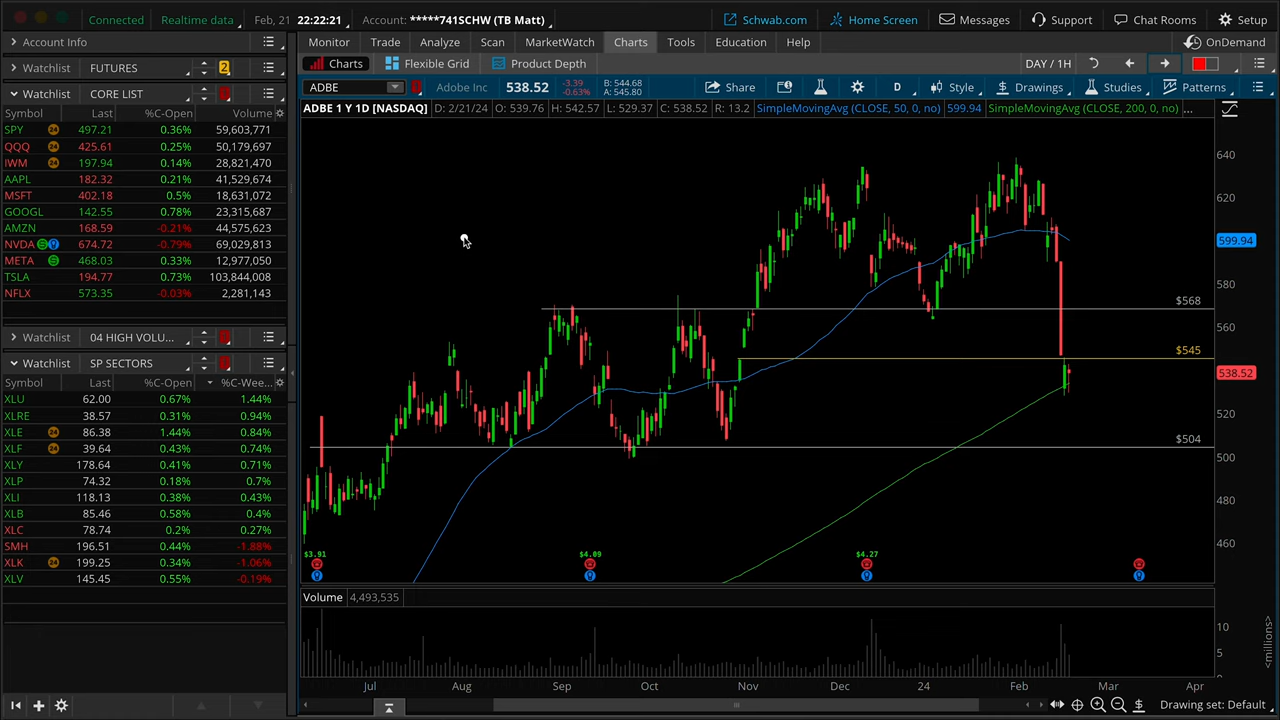 Connected Realtime data Feb, 21 22:22:21 Account: *****741SCHW (TB Matt) Schwab.com Home Screen Messages Support Chat Rooms Setup
Account Info
Monitor Trade Analyze Scan MarketWatch Charts Tools Education Help OnDemand
Watchlist FUTURES 2
Charts Flexible Grid Product Depth DAY / 1H
Watchlist CORE LIST
ADBE Adobe Inc 538.52 -3.39 -0.63% B: 544.68 A: 545.80 Share D Style Drawings Studies Patterns
ADBE 1 Y 1D [NASDAQ] D: 2/21/24 O: 539.76 H: 542.57 L: 529.37 C: 538.52 R: 13.2 SimpleMovingAvg (CLOSE, 50, 0, no) 599.94 SimpleMovingAvg (CLOSE, 200, 0, no) ...
Symbol Last %C-Open Volume
SPY 24 497.21 0.36% 59,603,771
QQQ 24 425.61 0.25% 50,179,697
IWM 24 197.94 0.14% 28,821,470
AAPL 182.32 0.21% 41,529,674
MSFT 402.18 0.5% 18,631,072
GOOGL 142.55 0.78% 23,315,687
AMZN 168.59 -0.21% 44,575,623
NVDA 674.72 -0.79% 69,029,813
META 468.03 0.33% 12,977,050
TSLA 194.77 0.73% 103,844,008
NFLX 573.35 -0.03% 2,281,143
Watchlist 04 HIGH VOLU...
Watchlist SP SECTORS
Symbol Last %C-Open %C-Wee...
XLU 62.00 0.67% 1.44%
XLRE 38.57 0.31% 0.94%
XLE 24 86.38 1.44% 0.84%
XLF 24 39.64 0.43% 0.74%
XLY 178.64 0.41% 0.71%
XLP 74.32 0.18% 0.7%
XLI 118.13 0.38% 0.43%
XLB 85.46 0.58% 0.4%
XLC 78.74 0.2% 0.27%
SMH 196.51 0.44% -1.88%
XLK 24 199.25 0.34% -1.06%
XLV 145.45 0.55% -0.19%
640
620
599.94
580
$568
560
$545
538.52
520
$504
500
480
460
$3.91 $4.09 $4.27
Volume 4,493,535
10
5
0
<millions>
Jul Aug Sep Oct Nov Dec 24 Feb Mar Apr
Drawing set: Default